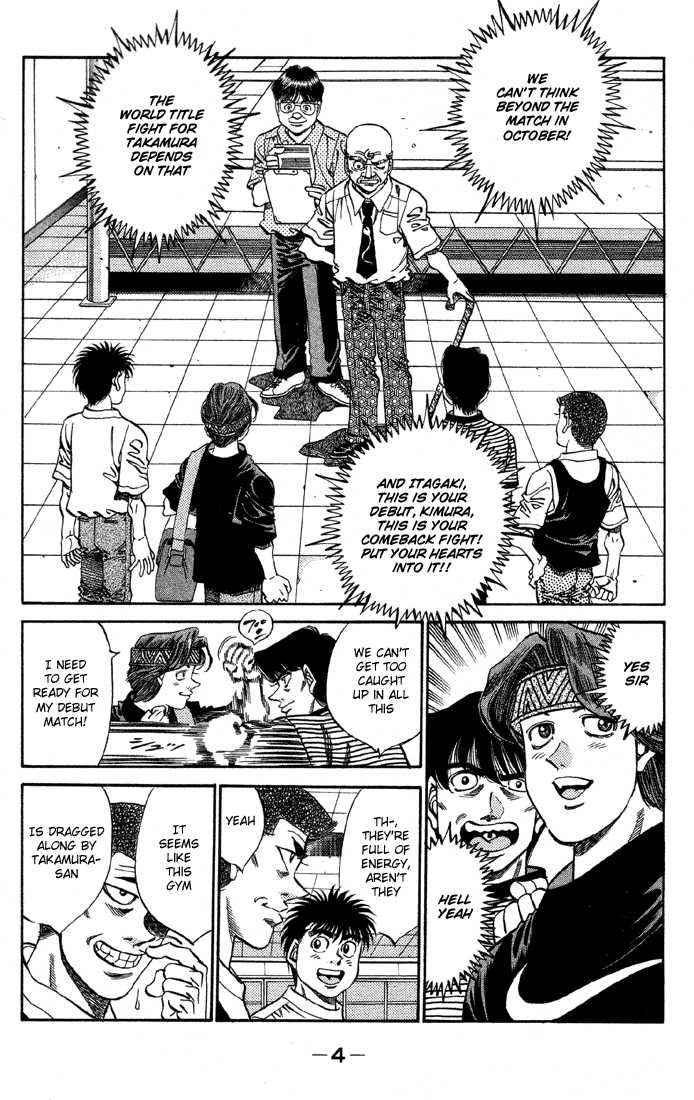 WE
CAN'T THINK
BEYOND THE
MATCH IN
OCTOBER!
THE
WORLD TITLE
FIGHT FOR
TAKAMURA
DEPENDS
ON THAT
AND ITAGAKI,
THIS IS YOUR
DEBUT, KIMURA,
THIS IS YOUR
COMEBACK FIGHT!
PUT YOUR HEARTS
INTO IT!!
YES
SIR
HELL
YEAH
WE CAN'T
GET TOO
CAUGHT
UP IN ALL
THIS
I NEED
TO GET
READY FOR
MY DEBUT
MATCH!
TH-,
THEY'RE
FULL OF
ENERGY,
AREN'T
THEY
YEAH
IT
SEEMS
LIKE
THIS
GYM
IS DRAGGED
ALONG BY
TAKAMURA-
SAN
—4—